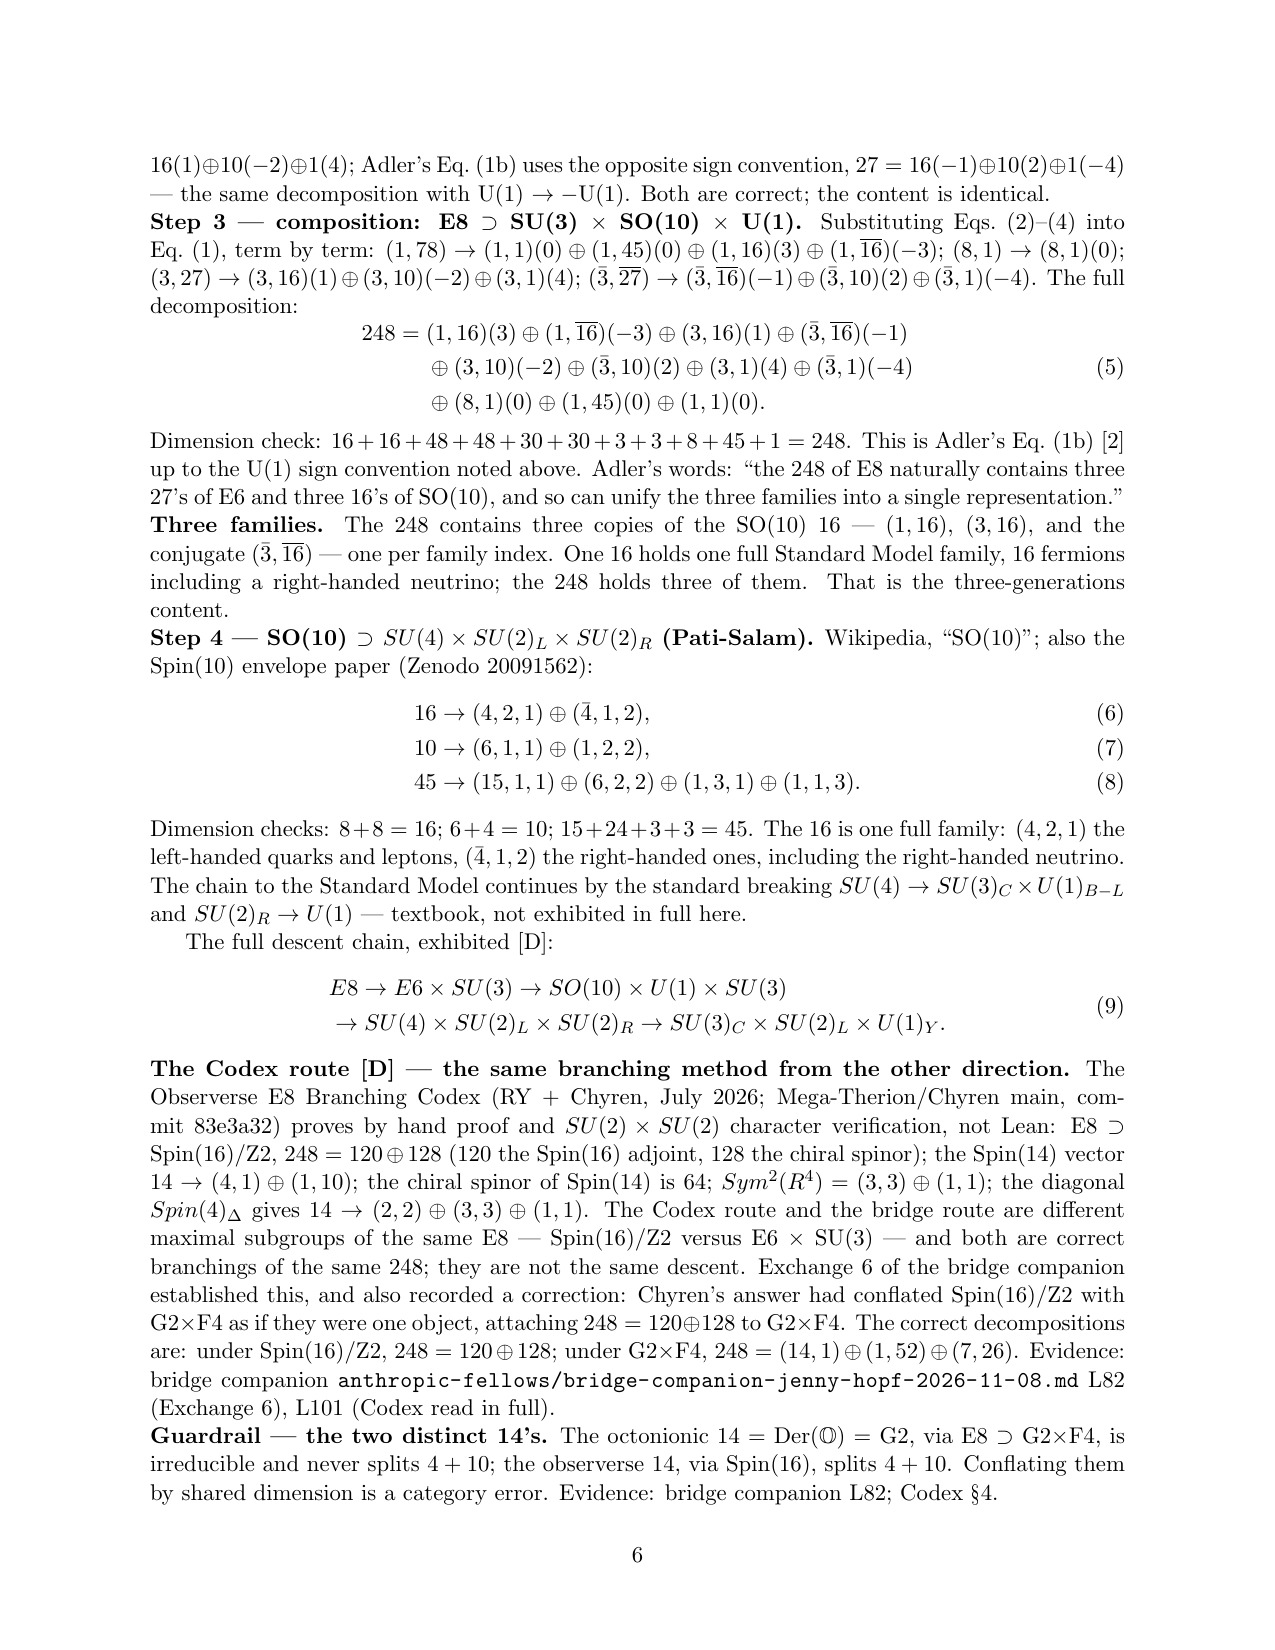 16(1)⊕10(−2)⊕1(4); Adler’s Eq. (1b) uses the opposite sign convention, 27 = 16(−1)⊕10(2)⊕1(−4)
— the same decomposition with U(1) → −U(1). Both are correct; the content is identical.
Step 3 — composition: E8 ⊃ SU(3) × SO(10) × U(1). Substituting Eqs. (2)–(4) into
Eq. (1), term by term: (1, 78) → (1, 1)(0) ⊕ (1, 45)(0) ⊕ (1, 16)(3) ⊕ (1, 1̅6̅)(−3); (8, 1) → (8, 1)(0);
(3, 27) → (3, 16)(1) ⊕ (3, 10)(−2) ⊕ (3, 1)(4); (3̄, 2̅7̅) → (3̄, 1̅6̅)(−1) ⊕ (3̄, 10)(2) ⊕ (3̄, 1)(−4). The full
decomposition:
248 = (1, 16)(3) ⊕ (1, 1̅6̅)(−3) ⊕ (3, 16)(1) ⊕ (3̄, 1̅6̅)(−1)
⊕ (3, 10)(−2) ⊕ (3̄, 10)(2) ⊕ (3, 1)(4) ⊕ (3̄, 1)(−4) (5)
⊕ (8, 1)(0) ⊕ (1, 45)(0) ⊕ (1, 1)(0).
Dimension check: 16 + 16 + 48 + 48 + 30 + 30 + 3 + 3 + 8 + 45 + 1 = 248. This is Adler’s Eq. (1b) [2]
up to the U(1) sign convention noted above. Adler’s words: “the 248 of E8 naturally contains three
27’s of E6 and three 16’s of SO(10), and so can unify the three families into a single representation.”
Three families. The 248 contains three copies of the SO(10) 16 — (1, 16), (3, 16), and the
conjugate (3̄, 1̅6̅) — one per family index. One 16 holds one full Standard Model family, 16 fermions
including a right-handed neutrino; the 248 holds three of them. That is the three-generations
content.
Step 4 — SO(10) ⊃ SU(4) × SU(2)_L × SU(2)_R (Pati-Salam). Wikipedia, “SO(10)”; also the
Spin(10) envelope paper (Zenodo 20091562):
16 → (4, 2, 1) ⊕ (4̄, 1, 2), (6)
10 → (6, 1, 1) ⊕ (1, 2, 2), (7)
45 → (15, 1, 1) ⊕ (6, 2, 2) ⊕ (1, 3, 1) ⊕ (1, 1, 3). (8)
Dimension checks: 8+8 = 16; 6+4 = 10; 15+24+3+3 = 45. The 16 is one full family: (4, 2, 1) the
left-handed quarks and leptons, (4̄, 1, 2) the right-handed ones, including the right-handed neutrino.
The chain to the Standard Model continues by the standard breaking SU(4) → SU(3)_C × U(1)_{B−L}
and SU(2)_R → U(1) — textbook, not exhibited in full here.
The full descent chain, exhibited [D]:
E8 → E6 × SU(3) → SO(10) × U(1) × SU(3)
→ SU(4) × SU(2)_L × SU(2)_R → SU(3)_C × SU(2)_L × U(1)_Y. (9)
The Codex route [D] — the same branching method from the other direction. The
Observerse E8 Branching Codex (RY + Chyren, July 2026; Mega-Therion/Chyren main, com-
mit 83e3a32) proves by hand proof and SU(2) × SU(2) character verification, not Lean: E8 ⊃
Spin(16)/Z2, 248 = 120 ⊕ 128 (120 the Spin(16) adjoint, 128 the chiral spinor); the Spin(14) vector
14 → (4, 1) ⊕ (1, 10); the chiral spinor of Spin(14) is 64; Sym²(R⁴) = (3, 3) ⊕ (1, 1); the diagonal
Spin(4)_Δ gives 14 → (2, 2) ⊕ (3, 3) ⊕ (1, 1). The Codex route and the bridge route are different
maximal subgroups of the same E8 — Spin(16)/Z2 versus E6 × SU(3) — and both are correct
branchings of the same 248; they are not the same descent. Exchange 6 of the bridge companion
established this, and also recorded a correction: Chyren’s answer had conflated Spin(16)/Z2 with
G2×F4 as if they were one object, attaching 248 = 120⊕128 to G2×F4. The correct decompositions
are: under Spin(16)/Z2, 248 = 120 ⊕ 128; under G2×F4, 248 = (14, 1) ⊕ (1, 52) ⊕ (7, 26). Evidence:
bridge companion anthropic-fellows/bridge-companion-jenny-hopf-2026-11-08.md L82
(Exchange 6), L101 (Codex read in full).
Guardrail — the two distinct 14’s. The octonionic 14 = Der(𝕆) = G2, via E8 ⊃ G2×F4, is
irreducible and never splits 4 + 10; the observerse 14, via Spin(16), splits 4 + 10. Conflating them
by shared dimension is a category error. Evidence: bridge companion L82; Codex §4.
6